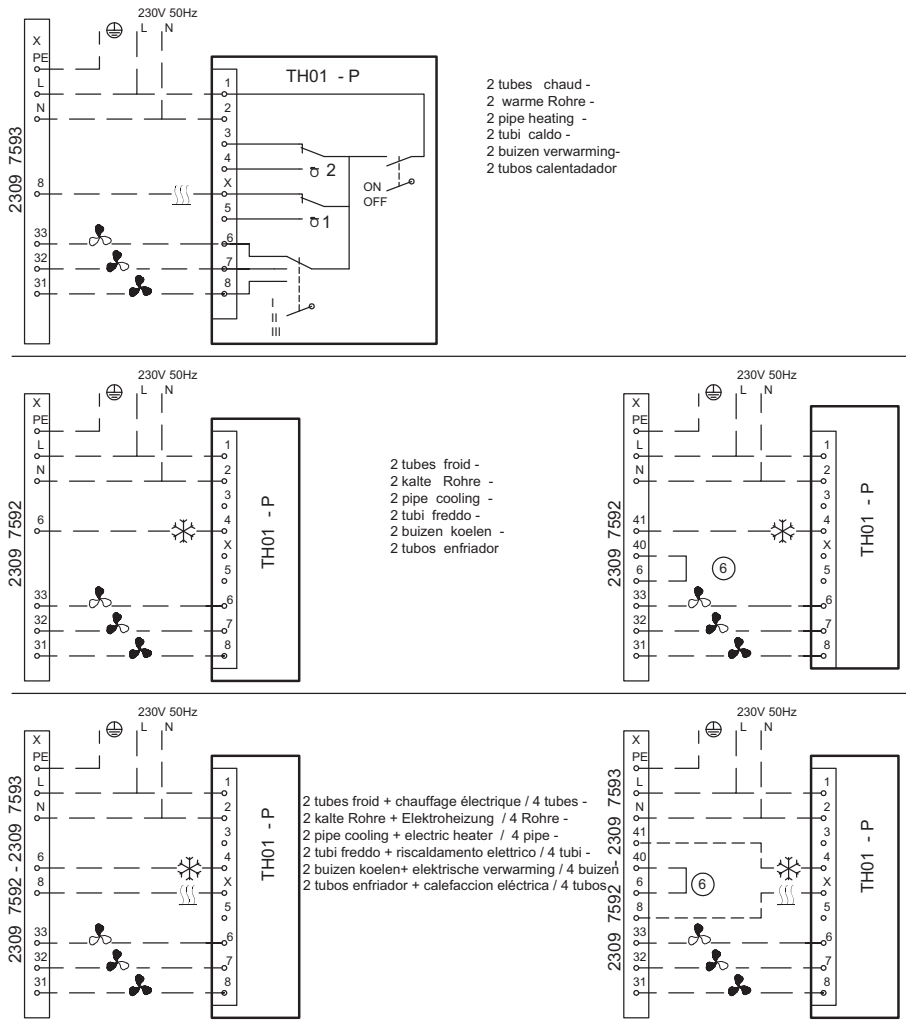 230V 50Hz
L N
X
PE
L
N
8
33
32
31
2309 7593
TH01 - P
1
2
3
4
X
5
6
7
8
2
1
ON
OFF
I
II
III
2 tubes chaud -
2 warme Rohre -
2 pipe heating -
2 tubi caldo -
2 buizen verwarming-
2 tubos calentadador
230V 50Hz
L N
X
PE
L
N
6
33
32
31
2309 7592
1
2
3
4
X
5
6
7
8
TH01 - P
2 tubes froid -
2 kalte Rohre -
2 pipe cooling -
2 tubi freddo -
2 buizen koelen -
2 tubos enfriador
230V 50Hz
L N
X
PE
L
N
41
40
6
33
32
31
2309 7592
6
1
2
3
4
X
5
6
7
8
TH01 - P
230V 50Hz
L N
X
PE
L
N
6
8
33
32
31
2309 7592 - 2309 7593
1
2
3
4
X
5
6
7
8
TH01 - P
2 tubes froid + chauffage électrique / 4 tubes -
2 kalte Rohre + Elektroheizung / 4 Rohre -
2 pipe cooling + electric heater / 4 pipe -
2 tubi freddo + riscaldamento elettrico / 4 tubi -
2 buizen koelen+ elektrische verwarming / 4 buizen
2 tubos enfriador + calefaccion eléctrica / 4 tubos
230V 50Hz
L N
X
PE
L
N
41
40
6
8
33
32
31
2309 7592 - 2309 7593
6
1
2
3
4
X
5
6
7
8
TH01 - P